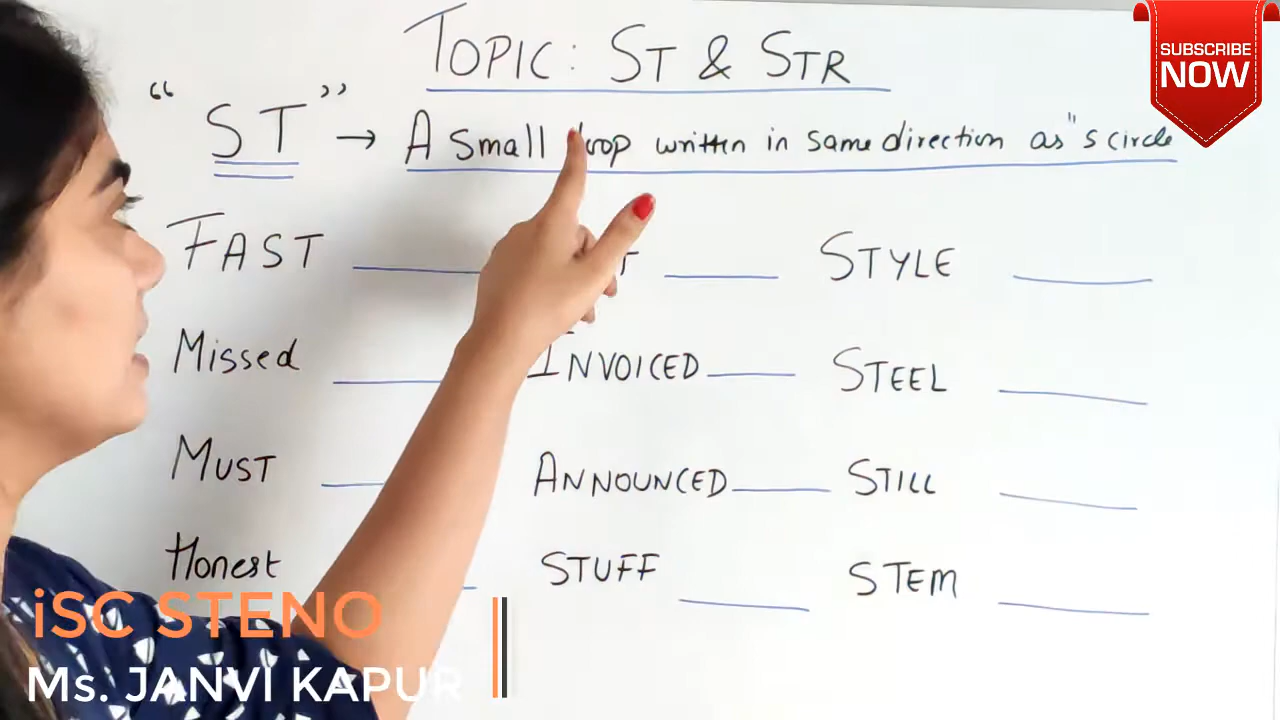 TOPIC: ST & STR
SUBSCRIBE
NOW
"ST" → A small loop written in same direction as "s circle
FAST STYLE
Missed INVOICED STEEL
MUST ANNOUNCED STILL
Honest STUFF STEM
iSC STENO
Ms. JANVI KAPUR